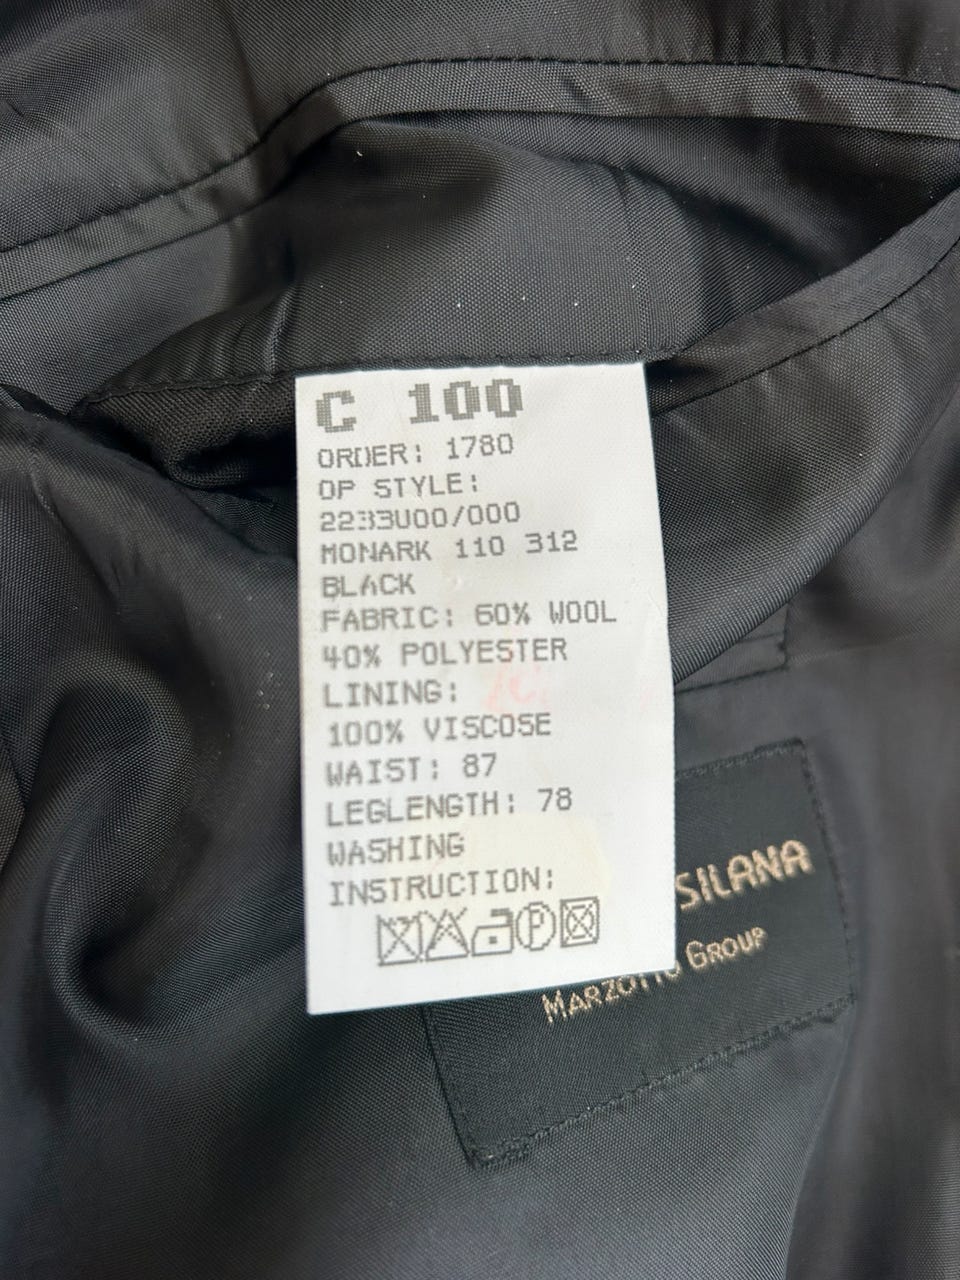 C 100
ORDER: 1780
OP STYLE:
2233U00/000
MONARK 110 312
BLACK
FABRIC: 60% WOOL
40% POLYESTER
LINING:
100% VISCOSE
WAIST: 87
LEGLENGTH: 78
WASHING
INSTRUCTION:
P
SILANA
MARZOTTO GROUP